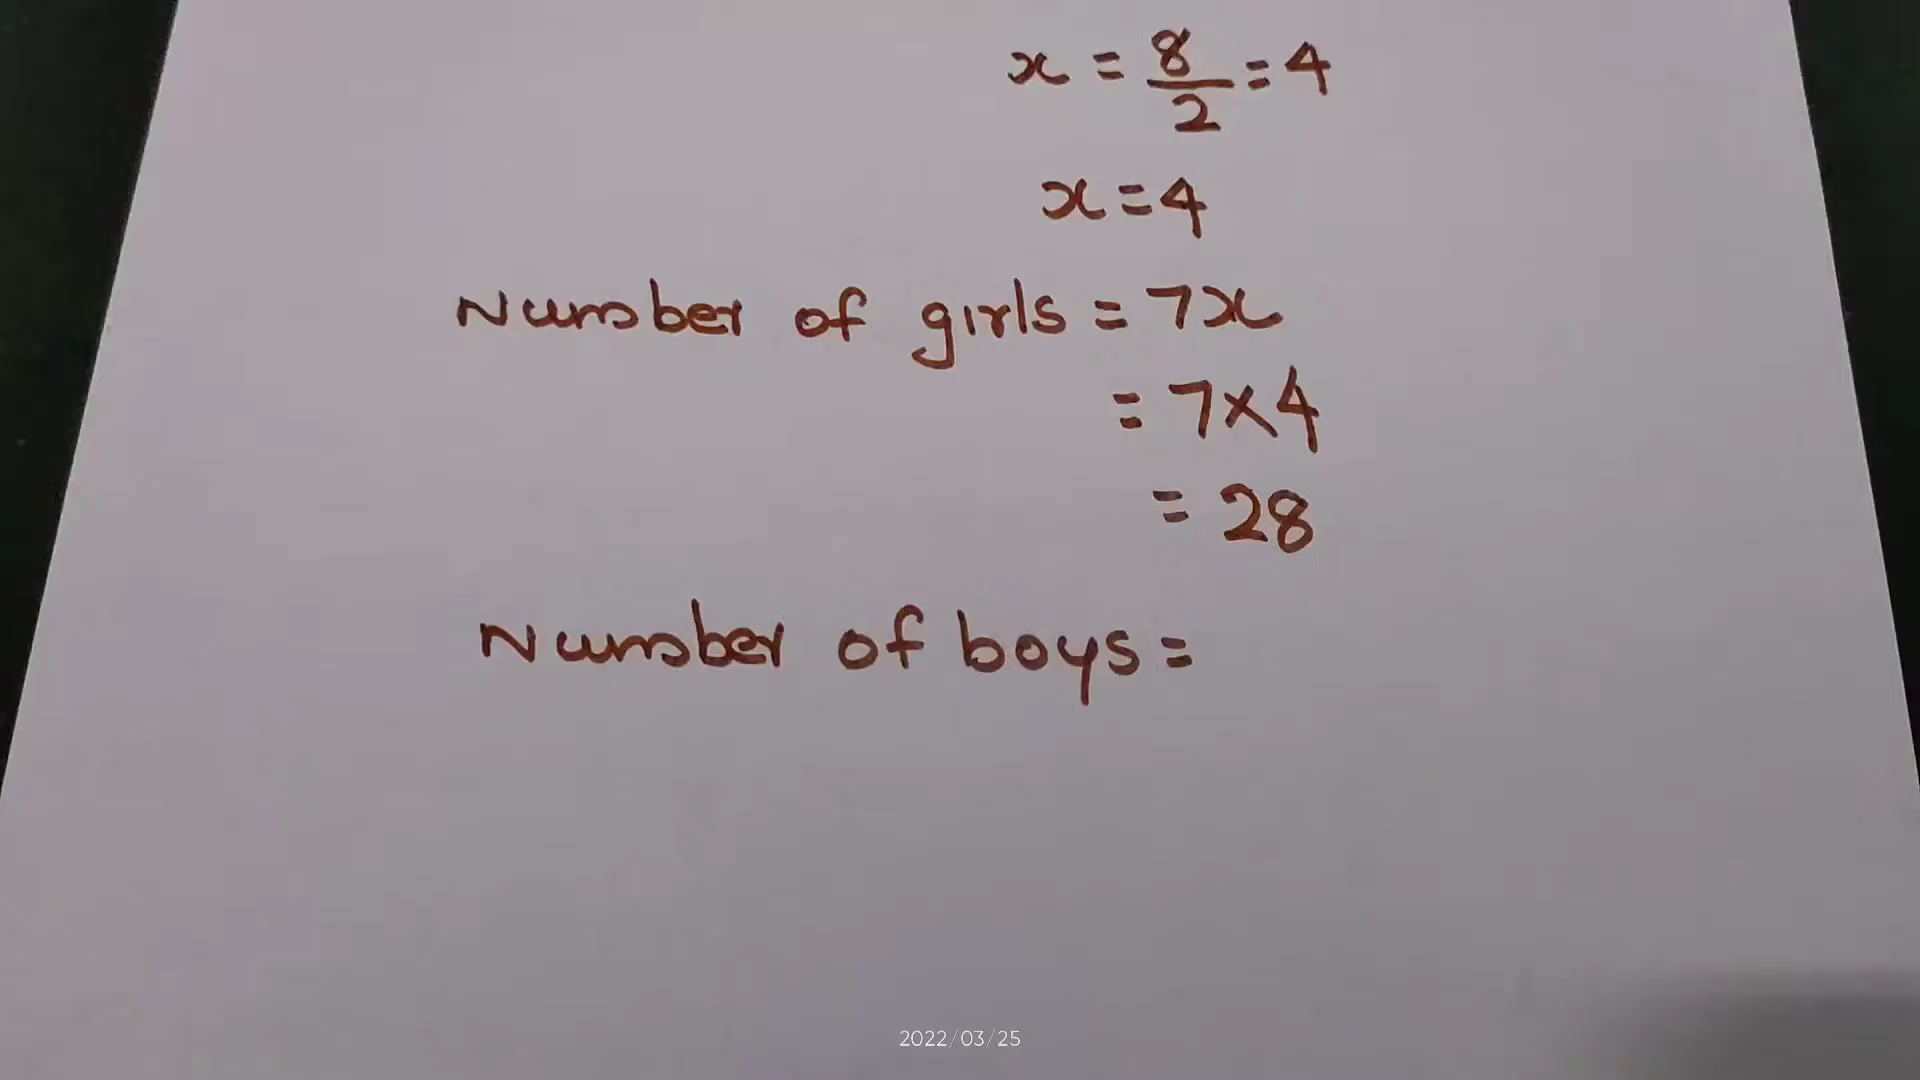 x = 8/2 = 4
x = 4
Number of girls = 7x
= 7×4
= 28
Number of boys =
2022/03/25